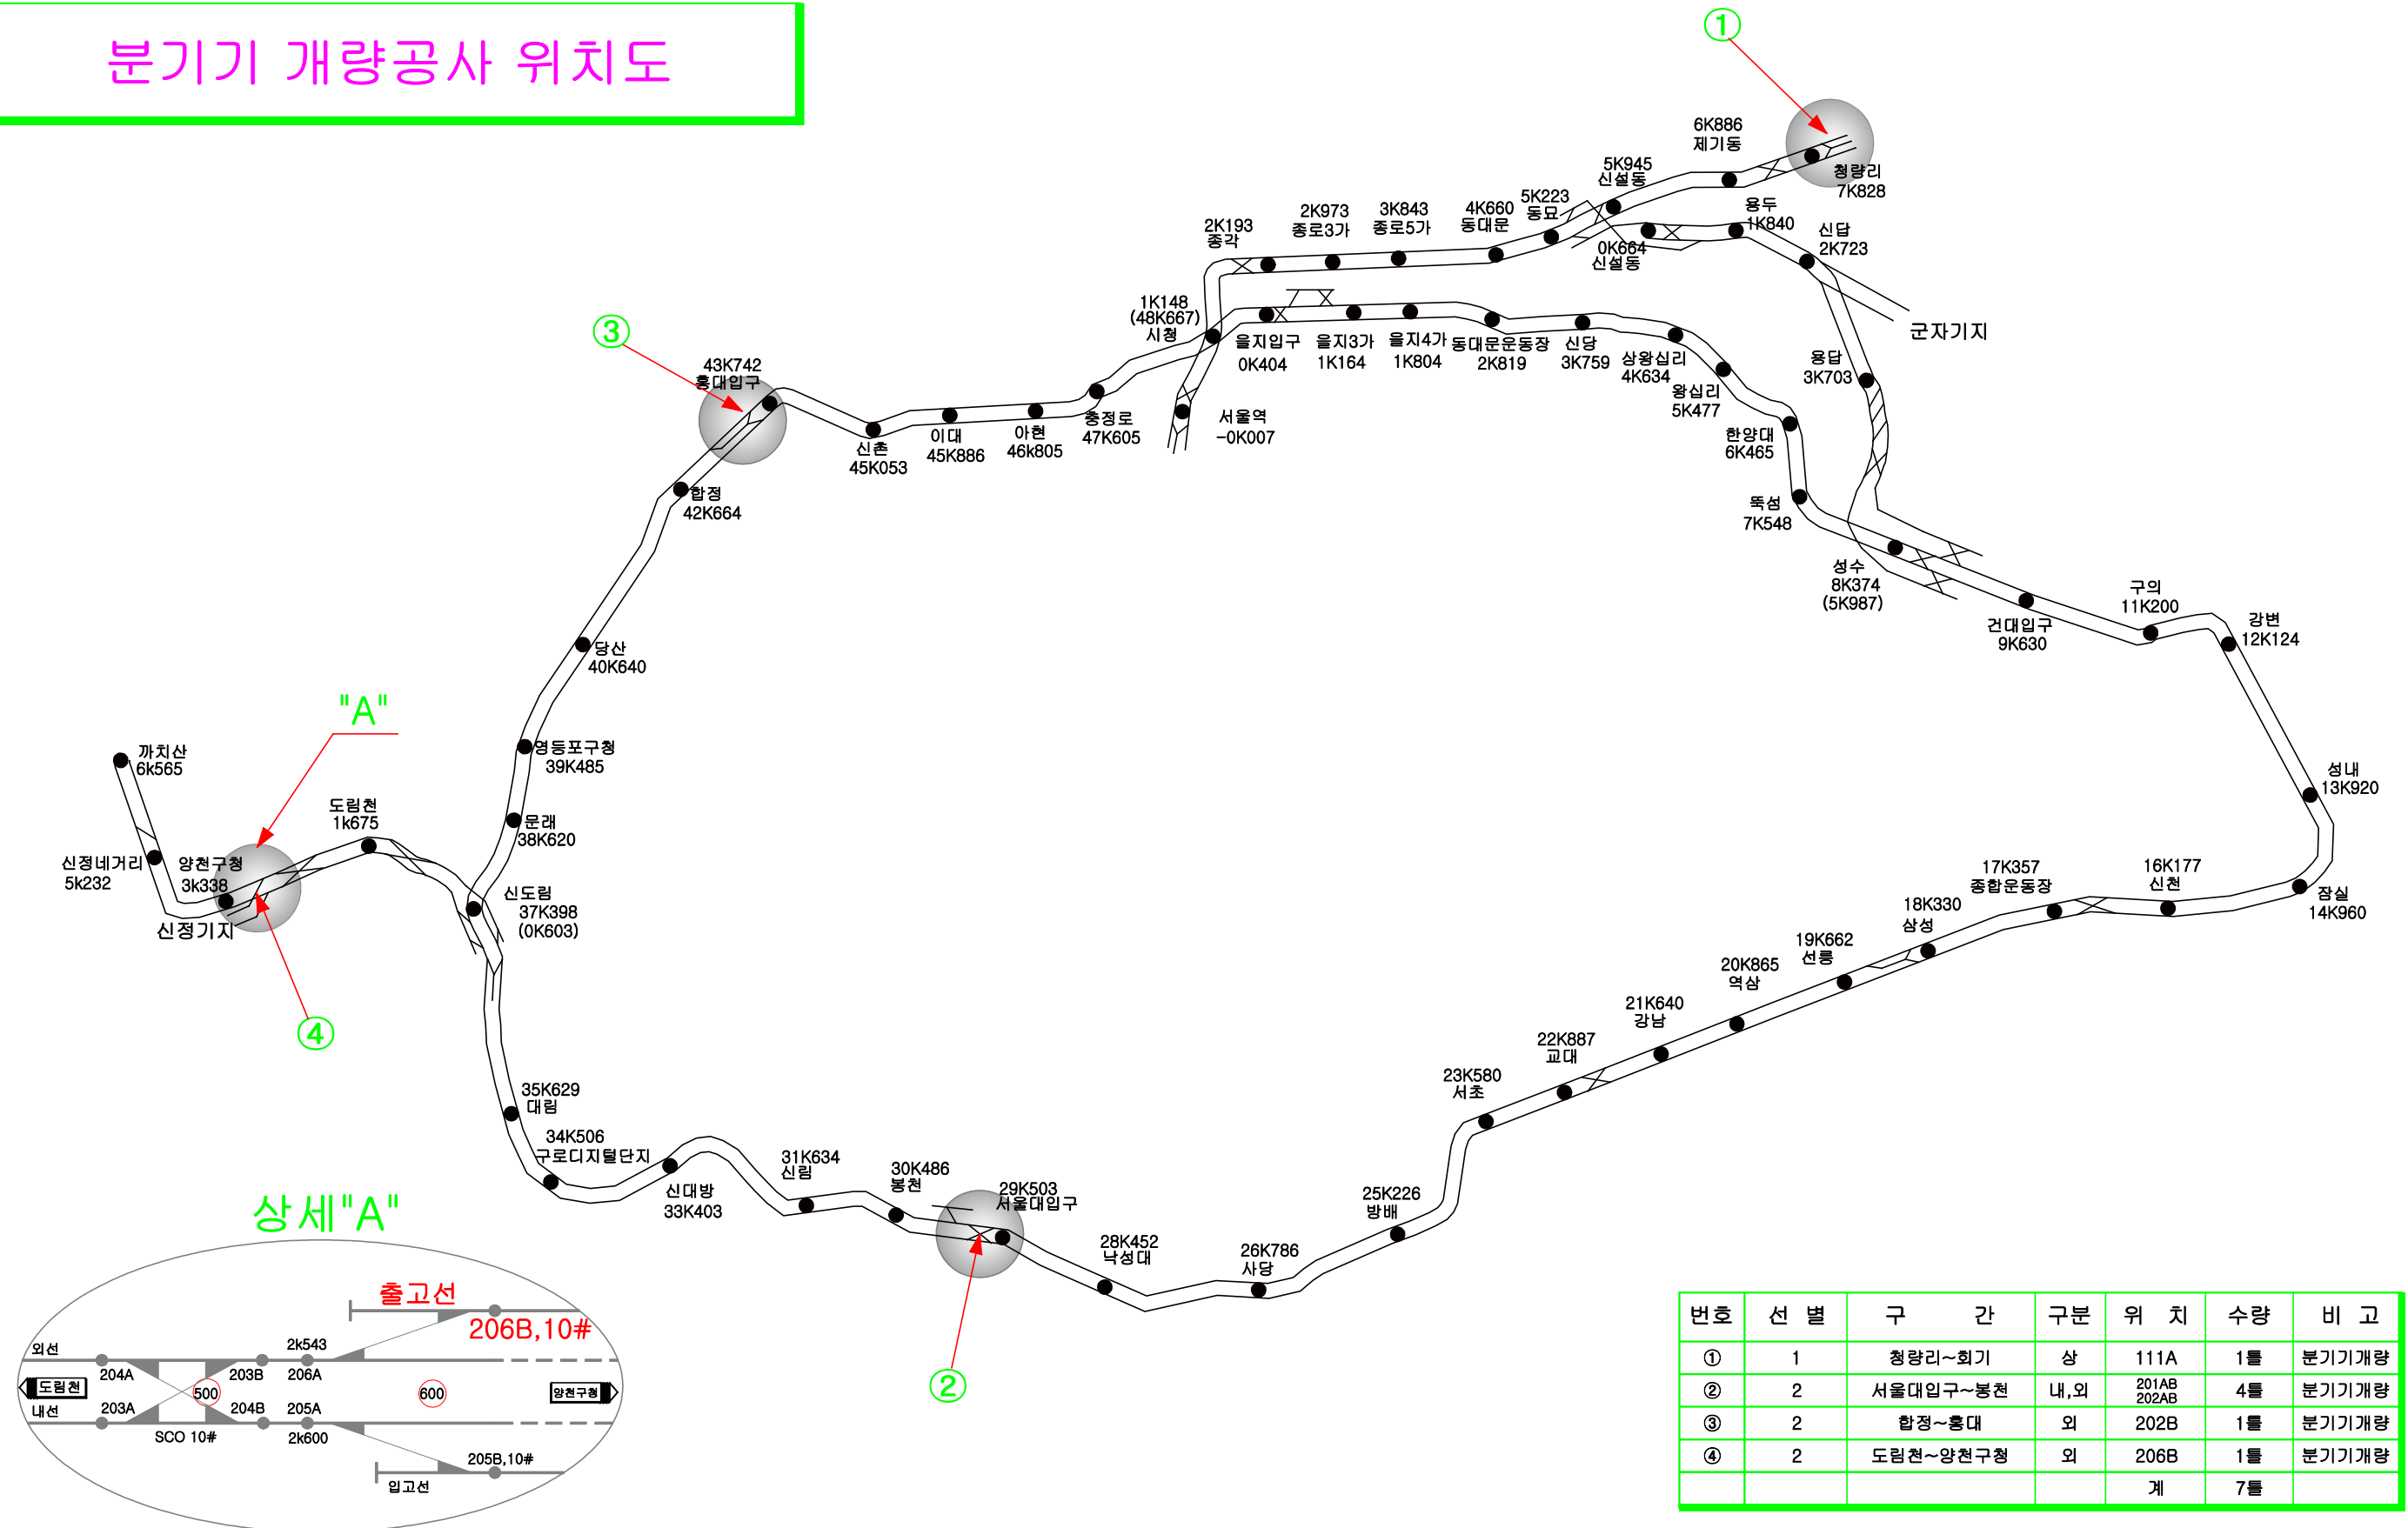 분기기 개량공사 위치도
①
6K886
제기동
청량리
7K828
5K945
신설동
5K223
동묘
4K660
동대문
3K843
종로5가
2K973
종로3가
2K193
종각
용두
1K840
신답
2K723
0K664
신설동
군자기지
1K148
(48K667)
시청
을지입구
0K404
을지3가
1K164
을지4가
1K804
동대문운동장
2K819
신당
3K759
상왕십리
4K634
왕십리
5K477
용답
3K703
③
43K742
홍대입구
신촌
45K053
이대
45K886
아현
46k805
충정로
47K605
서울역
-0K007
한양대
6K465
뚝섬
7K548
합정
42K664
성수
8K374
(5K987)
건대입구
9K630
구의
11K200
강변
12K124
당산
40K640
"A"
영등포구청
39K485
까치산
6k565
성내
13K920
도림천
1k675
문래
38K620
신정네거리
5k232
양천구청
3k338
신정기지
신도림
37K398
(0K603)
17K357
종합운동장
16K177
신천
잠실
14K960
18K330
삼성
19K662
선릉
20K865
역삼
21K640
강남
22K887
교대
23K580
서초
④
35K629
대림
34K506
구로디지털단지
신대방
33K403
31K634
신림
30K486
봉천
29K503
서울대입구
28K452
낙성대
26K786
사당
25K226
방배
②
상세"A"
출고선
206B,10#
외선
2k543
204A
203B
206A
도림천
500
600
양천구청
내선
203A
204B
205A
SCO 10#
2k600
205B,10#
입고선
번호 선 별 구 간 구분 위 치 수량 비 고
① 1 청량리~회기 상 111A 1틀 분기기개량
② 2 서울대입구~봉천 내,외 201AB 202AB 4틀 분기기개량
③ 2 합정~홍대 외 202B 1틀 분기기개량
④ 2 도림천~양천구청 외 206B 1틀 분기기개량
계 7틀